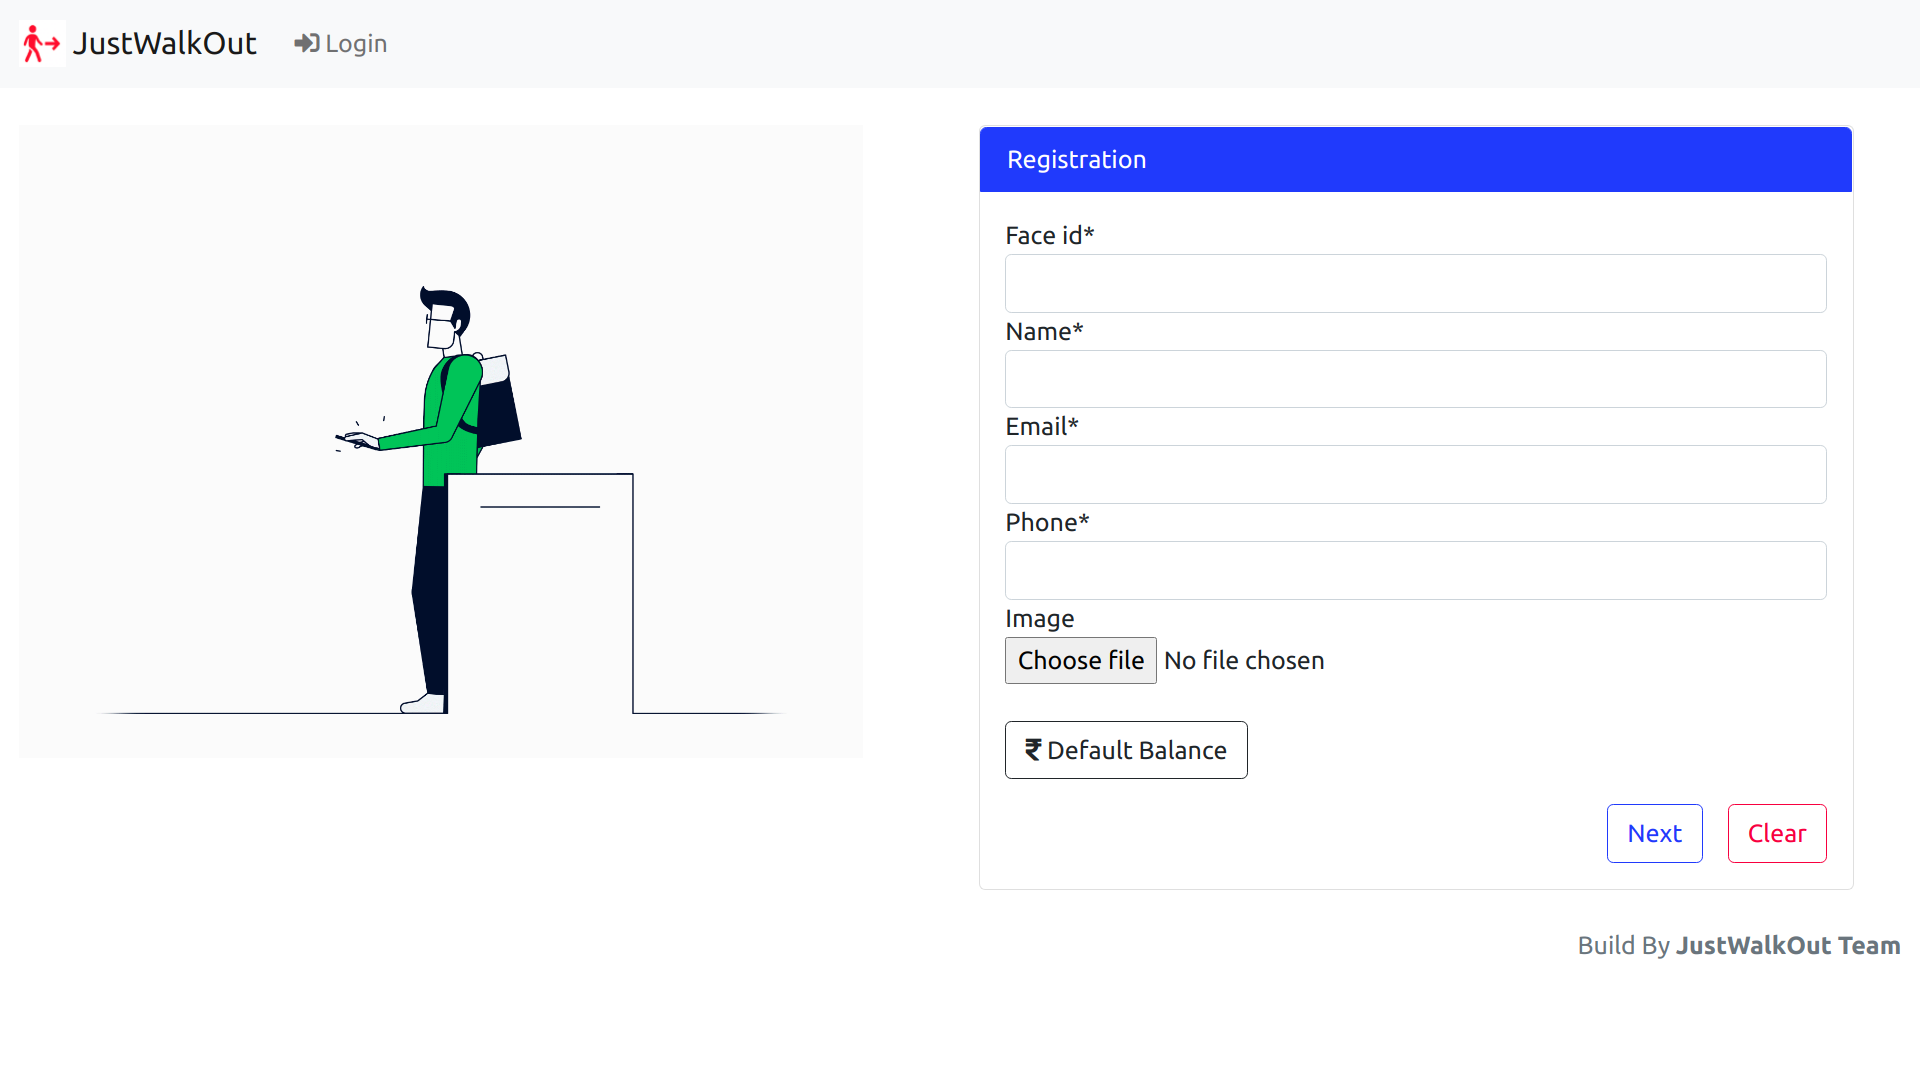 JustWalkOut
Login
Registration
Face id*
Name*
Email*
Phone*
Image
Choose file No file chosen
₹ Default Balance
Next Clear
Build By JustWalkOut Team